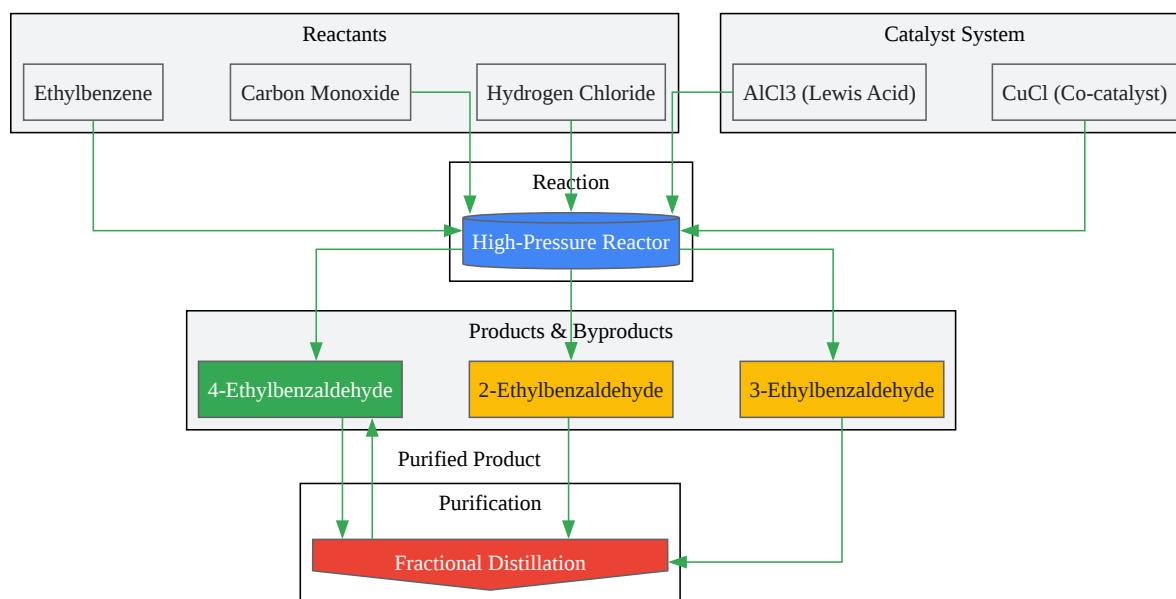 Reactants
Catalyst System
Ethylbenzene
Carbon Monoxide
Hydrogen Chloride
AlCl3 (Lewis Acid)
CuCl (Co-catalyst)
Reaction
High-Pressure Reactor
Products & Byproducts
4-Ethylbenzaldehyde
2-Ethylbenzaldehyde
3-Ethylbenzaldehyde
Purified Product
Purification
Fractional Distillation